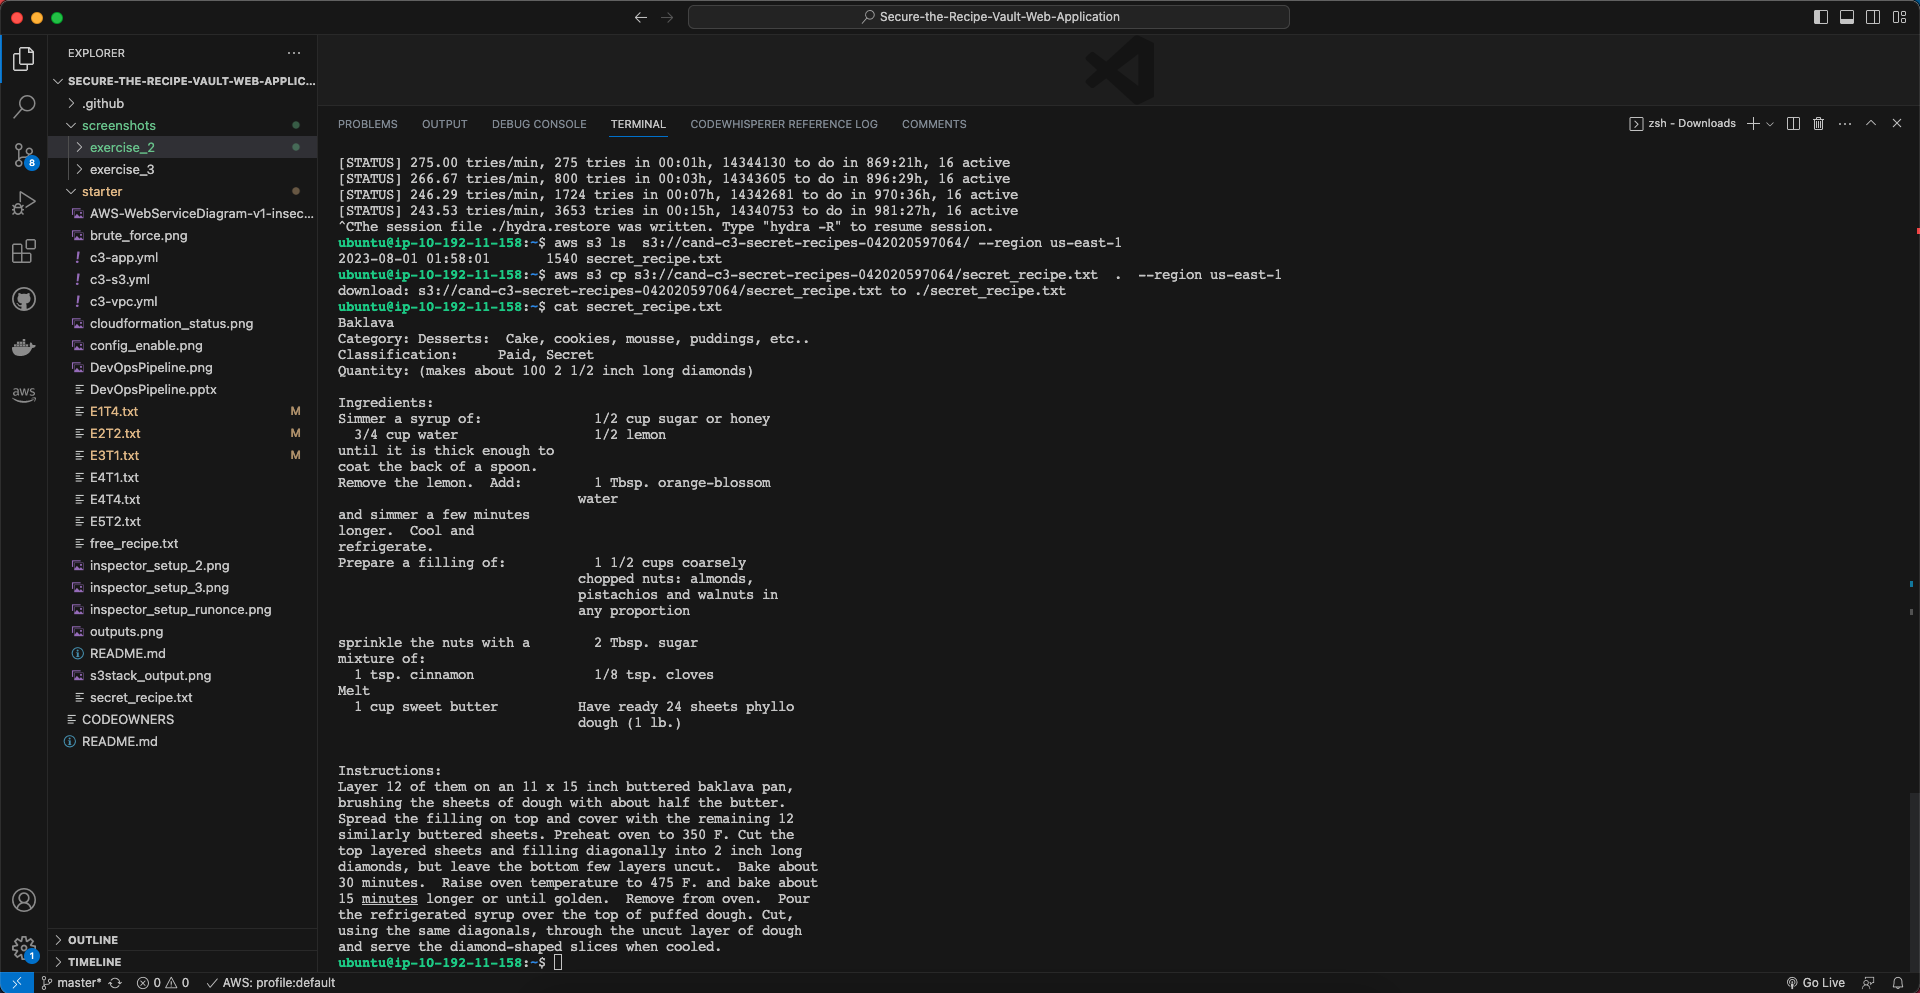 Secure-the-Recipe-Vault-Web-Application
EXPLORER
SECURE-THE-RECIPE-VAULT-WEB-APPLIC...
.github
screenshots
exercise_2
exercise_3
starter
AWS-WebServiceDiagram-v1-insec...
brute_force.png
c3-app.yml
c3-s3.yml
c3-vpc.yml
cloudformation_status.png
config_enable.png
DevOpsPipeline.png
DevOpsPipeline.pptx
E1T4.txt M
E2T2.txt M
E3T1.txt M
E4T1.txt
E4T4.txt
E5T2.txt
free_recipe.txt
inspector_setup_2.png
inspector_setup_3.png
inspector_setup_runonce.png
outputs.png
README.md
s3stack_output.png
secret_recipe.txt
CODEOWNERS
README.md
OUTLINE
TIMELINE
8
aws
1
PROBLEMS OUTPUT DEBUG CONSOLE TERMINAL CODEWHISPERER REFERENCE LOG COMMENTS
zsh - Downloads
[STATUS] 275.00 tries/min, 275 tries in 00:01h, 14344130 to do in 869:21h, 16 active
[STATUS] 266.67 tries/min, 800 tries in 00:03h, 14343605 to do in 896:29h, 16 active
[STATUS] 246.29 tries/min, 1724 tries in 00:07h, 14342681 to do in 970:36h, 16 active
[STATUS] 243.53 tries/min, 3653 tries in 00:15h, 14340753 to do in 981:27h, 16 active
^CThe session file ./hydra.restore was written. Type "hydra -R" to resume session.
ubuntu@ip-10-192-11-158:~$ aws s3 ls  s3://cand-c3-secret-recipes-042020597064/ --region us-east-1
2023-08-01 01:58:01       1540 secret_recipe.txt
ubuntu@ip-10-192-11-158:~$ aws s3 cp s3://cand-c3-secret-recipes-042020597064/secret_recipe.txt  .  --region us-east-1
download: s3://cand-c3-secret-recipes-042020597064/secret_recipe.txt to ./secret_recipe.txt
ubuntu@ip-10-192-11-158:~$ cat secret_recipe.txt
Baklava
Category: Desserts:  Cake, cookies, mousse, puddings, etc..
Classification:     Paid, Secret
Quantity: (makes about 100 2 1/2 inch long diamonds)
Ingredients:
Simmer a syrup of:              1/2 cup sugar or honey
3/4 cup water                 1/2 lemon
until it is thick enough to
coat the back of a spoon.
Remove the lemon.  Add:         1 Tbsp. orange-blossom
water
and simmer a few minutes
longer.  Cool and
refrigerate.
Prepare a filling of:           1 1/2 cups coarsely
chopped nuts: almonds,
pistachios and walnuts in
any proportion
sprinkle the nuts with a        2 Tbsp. sugar
mixture of:
1 tsp. cinnamon               1/8 tsp. cloves
Melt
1 cup sweet butter          Have ready 24 sheets phyllo
dough (1 lb.)
Instructions:
Layer 12 of them on an 11 x 15 inch buttered baklava pan,
brushing the sheets of dough with about half the butter.
Spread the filling on top and cover with the remaining 12
similarly buttered sheets. Preheat oven to 350 F. Cut the
top layered sheets and filling diagonally into 2 inch long
diamonds, but leave the bottom few layers uncut.  Bake about
30 minutes.  Raise oven temperature to 475 F. and bake about
15 minutes longer or until golden.  Remove from oven.  Pour
the refrigerated syrup over the top of puffed dough. Cut,
using the same diagonals, through the uncut layer of dough
and serve the diamond-shaped slices when cooled.
ubuntu@ip-10-192-11-158:~$
master* 0 0 AWS: profile:default Go Live